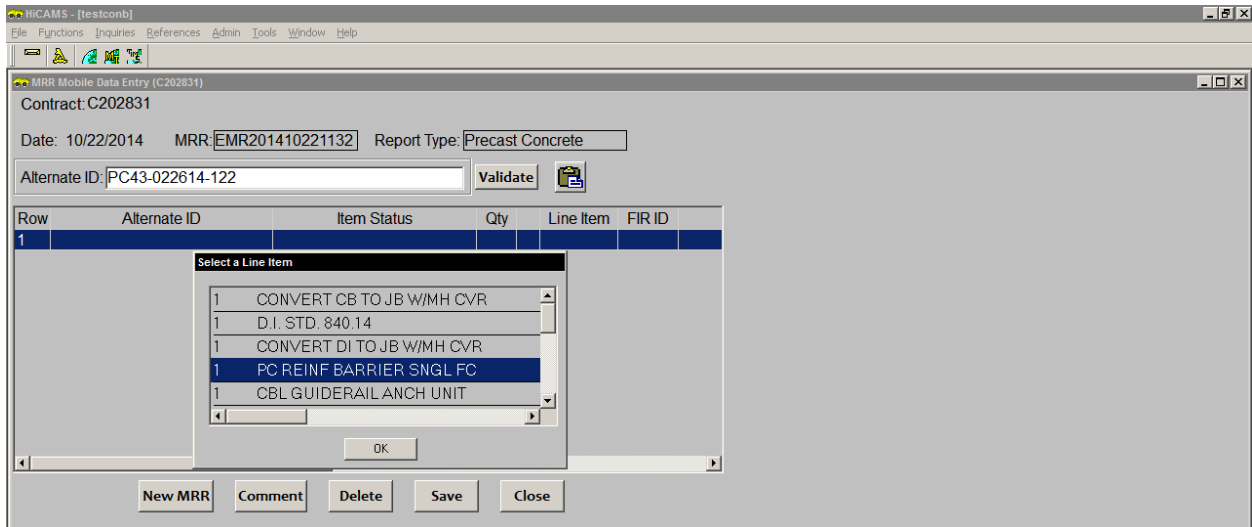 HiCAMS - [testconb]
File Functions Inquiries References Admin Tools Window Help
MRR Mobile Data Entry (C202831)
Contract: C202831
Date: 10/22/2014 MRR: EMR201410221132 Report Type: Precast Concrete
Alternate ID: PC43-022614-122 Validate
Row Alternate ID Item Status Qty Line Item FIR ID
1
Select a Line Item
1 CONVERT CB TO JB W/MH CVR
1 D.I. STD. 840.14
1 CONVERT DI TO JB W/MH CVR
1 PC REINF BARRIER SNGL FC
1 CBL GUIDERAIL ANCH UNIT
OK
New MRR Comment Delete Save Close